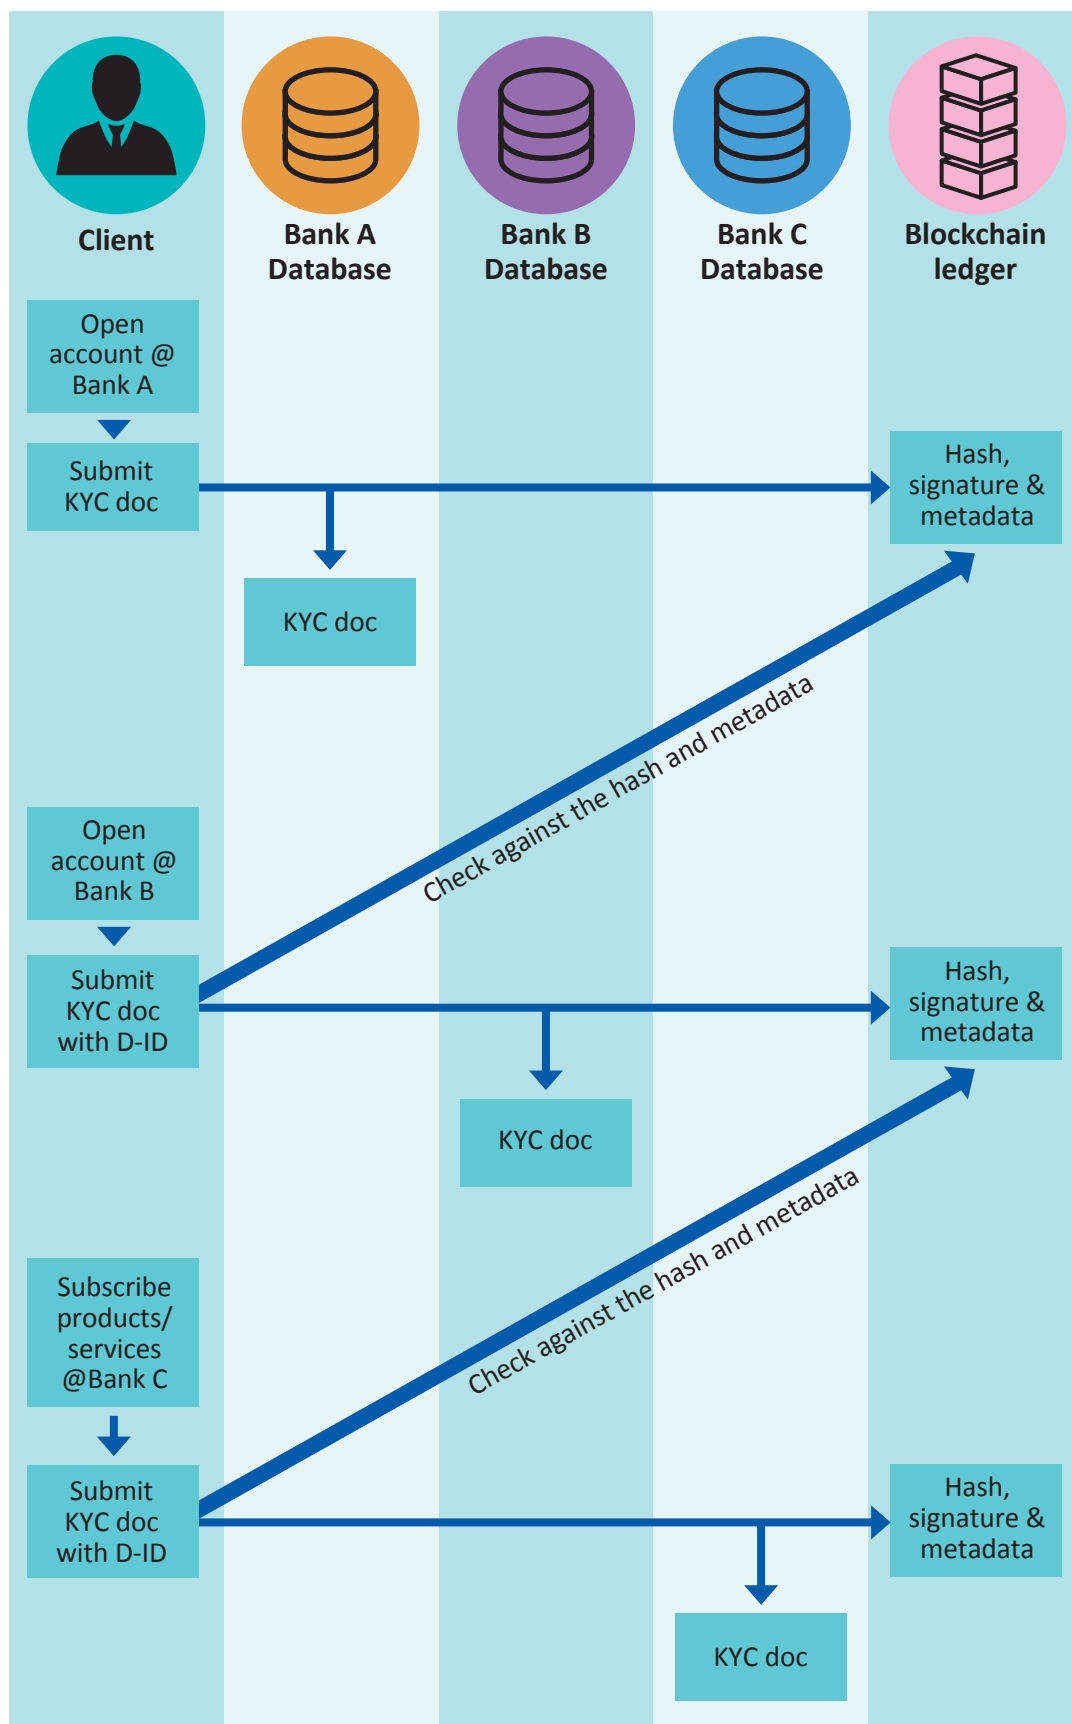 Client
Bank A
Database
Bank B
Database
Bank C
Database
Blockchain
ledger
Open
account @
Bank A
Submit
KYC doc
Hash,
signature &
metadata
KYC doc
Check against the hash and metadata
Open
account @
Bank B
Submit
KYC doc
with D-ID
Hash,
signature &
metadata
KYC doc
Check against the hash and metadata
Subscribe
products/
services
@Bank C
Submit
KYC doc
with D-ID
Hash,
signature &
metadata
KYC doc